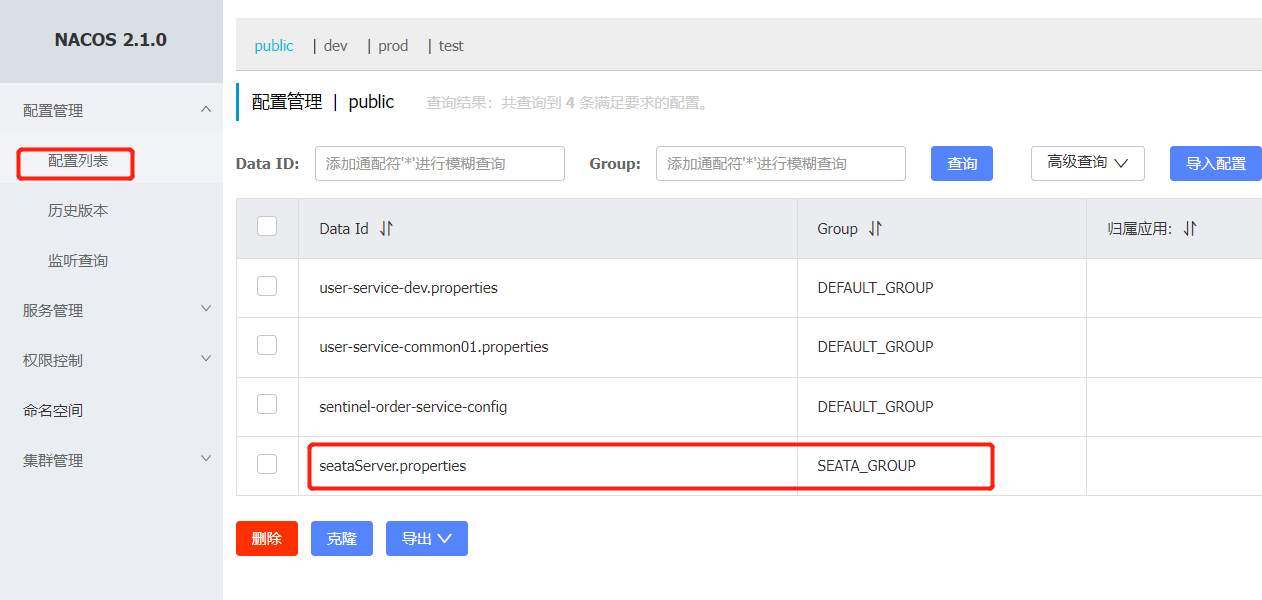 NACOS 2.1.0
public | dev | prod | test
配置管理
配置管理 | public 查询结果：共查询到 4 条满足要求的配置。
配置列表
Data ID: 添加通配符'*'进行模糊查询 Group: 添加通配符'*'进行模糊查询 查询 高级查询 导入配置
历史版本
Data Id Group 归属应用:
监听查询
user-service-dev.properties DEFAULT_GROUP
服务管理
user-service-common01.properties DEFAULT_GROUP
权限控制
命名空间
sentinel-order-service-config DEFAULT_GROUP
集群管理
seataServer.properties SEATA_GROUP
删除 克隆 导出